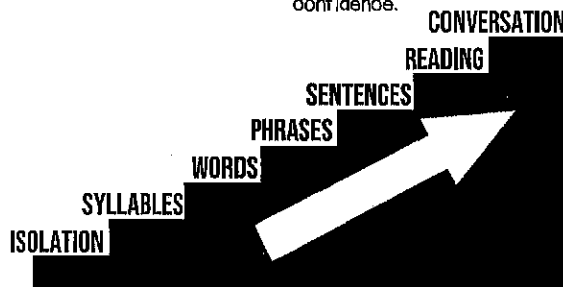 confidence.
CONVERSATION
READING
SENTENCES
PHRASES
WORDS
SYLLABLES
ISOLATION